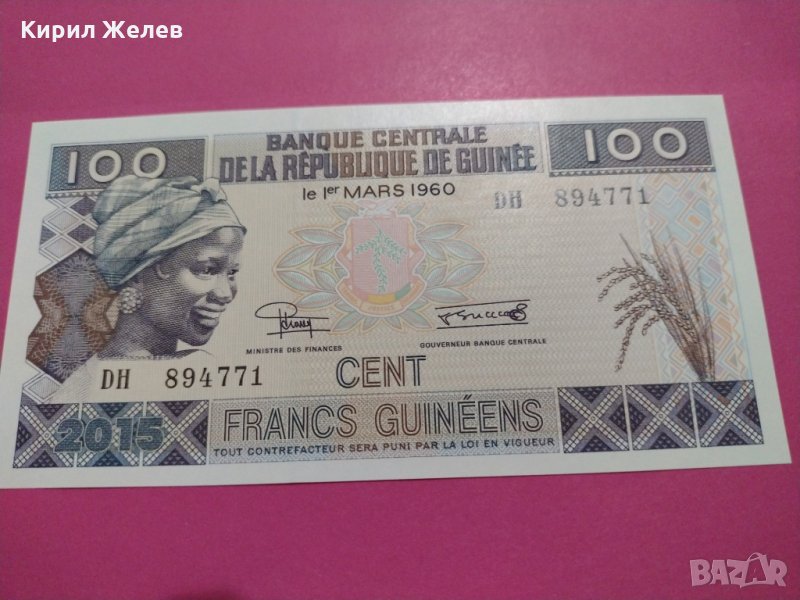 Кирил Желев
100
BANQUE CENTRALE
DE LA RÉPUBLIQUE DE GUINÉE
100
le 1er MARS 1960
DH 894771
MINISTRE DES FINANCES
GOUVERNEUR BANQUE CENTRALE
DH 894771
CENT
FRANCS GUINÉENS
2015
TOUT CONTREFACTEUR SERA PUNI PAR LA LOI EN VIGUEUR
BAZAR